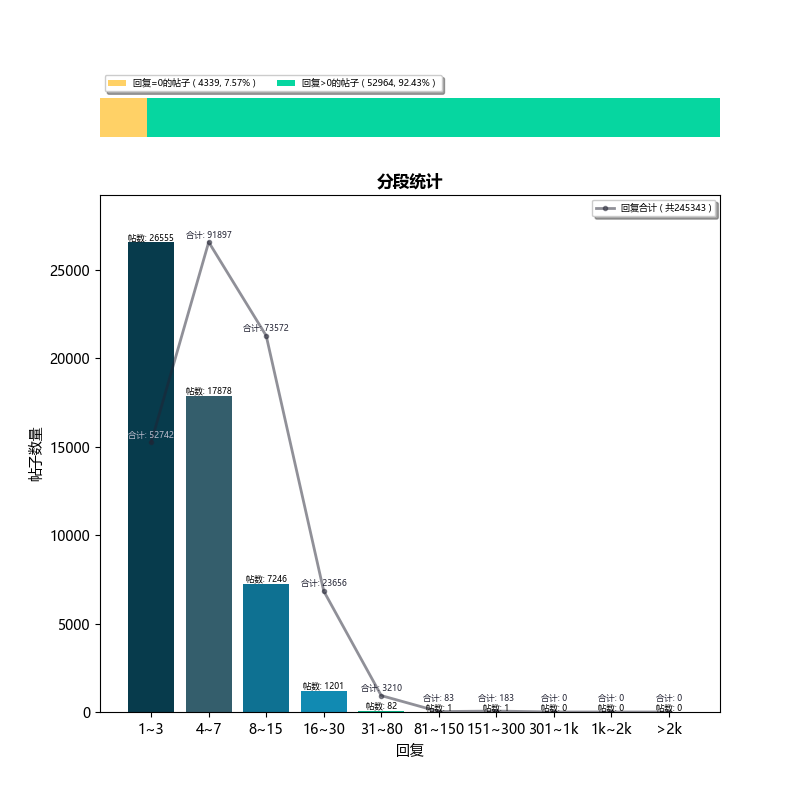 回复=0的帖子 ( 4339, 7.57% )
回复>0的帖子 ( 52964, 92.43% )
分段统计
回复合计 ( 共245343 )
帖数: 26555
合计: 91897
合计: 73572
帖数: 17878
合计: 52742
帖数: 7246
合计: 23656
帖数: 1201
合计: 3210
帖数: 82
合计: 83
帖数: 1
合计: 183
帖数: 1
合计: 0
帖数: 0
合计: 0
帖数: 0
合计: 0
帖数: 0
25000
20000
15000
10000
5000
0
帖子数量
1~3
4~7
8~15
16~30
31~80
81~150
151~300
301~1k
1k~2k
>2k
回复